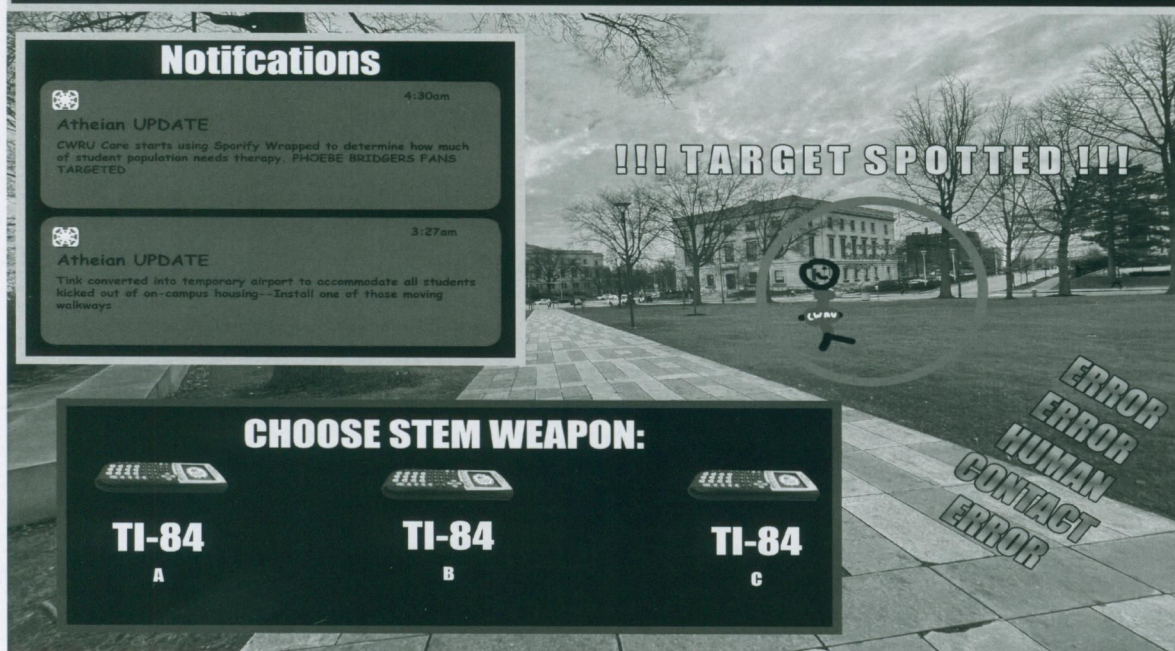 Notifcations
4:30am
Atheian UPDATE
CWRU Care starts using Sporify Wrapped to determine how much
of student population needs therapy. PHOEBE BRIDGERS FANS
TARGETED
3:27am
Atheian UPDATE
Tink converted into temporary airport to accommodate all students
kicked out of on-campus housing--Install one of those moving
walkways
!!! TARGET SPOTTED !!!
CWRU
ERROR
ERROR
HUMAN
CONTACT
ERROR
CHOOSE STEM WEAPON:
TI-84
A
TI-84
B
TI-84
C